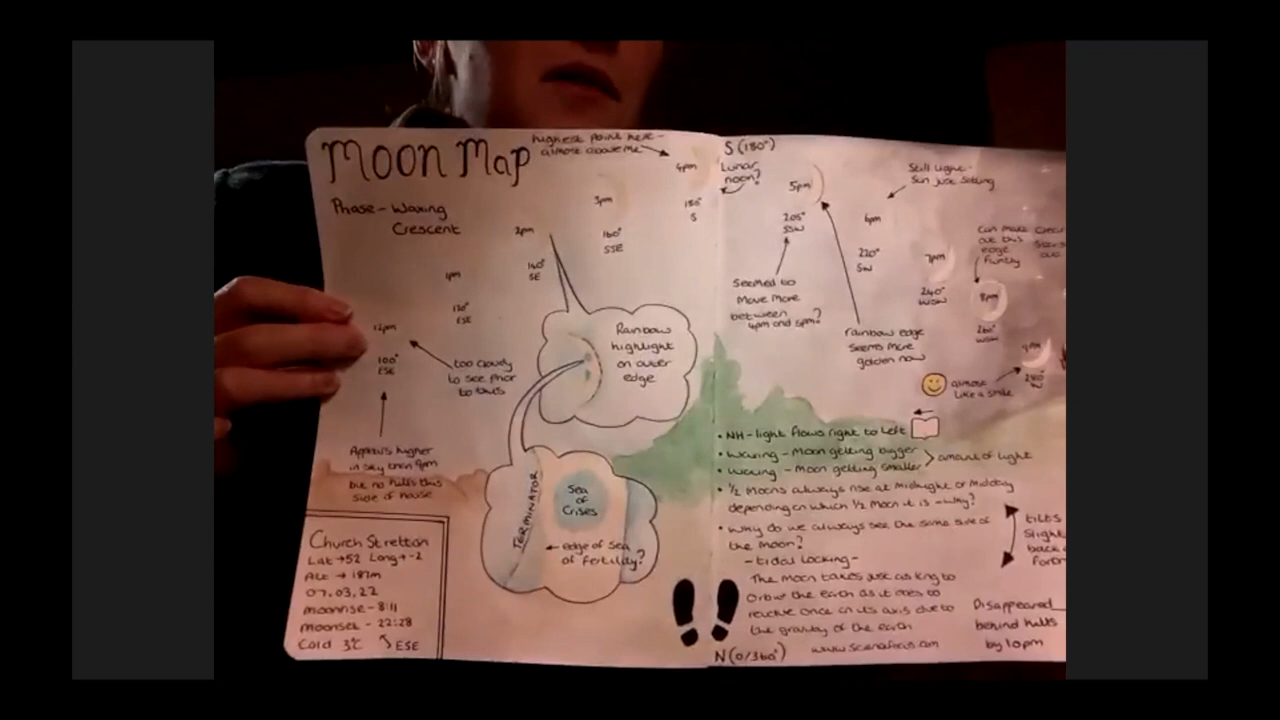 Moon Map
Phase - Waxing
Crescent
highest point here -
almost above me
12pm
100°
ESE
1pm
120°
ESE
2pm
140°
SE
3pm
160°
SSE
4pm
180°
S
too cloudy
to see prior
to this
Appears higher
in sky than 9pm
but no hills this
side of house
Rainbow
highlight
on outer
edge
TERMINATOR
Sea
of
Crises
edge of Sea
of Fertility?
Church Stretton
Lat → 52 Long → -2
Alt → 187m
07.03.22
moonrise - 8:11
moonset - 22:28
Cold 3°C
ESE
S (180°)
Lunar
noon?
5pm
205°
SSW
Seemed to
move more
between
4pm and 5pm?
Still light -
Sun just setting
6pm
220°
SW
7pm
240°
WSW
rainbow edge
seems more
golden now
can make
out this
edge
faintly
8pm
260°
WSW
9pm
280°
W
almost
like a smile
• NH - light flows right to left
• Waxing - Moon getting bigger
• Waning - Moon getting smaller
amount of light
• 1/2 Moons always rise at Midnight or Midday
depending on which 1/2 Moon it is - why?
• Why do we always see the same side of
the Moon?
- tidal locking -
The moon takes just as long to
orbit the earth as it does to
revolve once on its axis due to
the gravity of the earth
tilts
Disappeared
behind hills
by 10pm
N (0/360°)